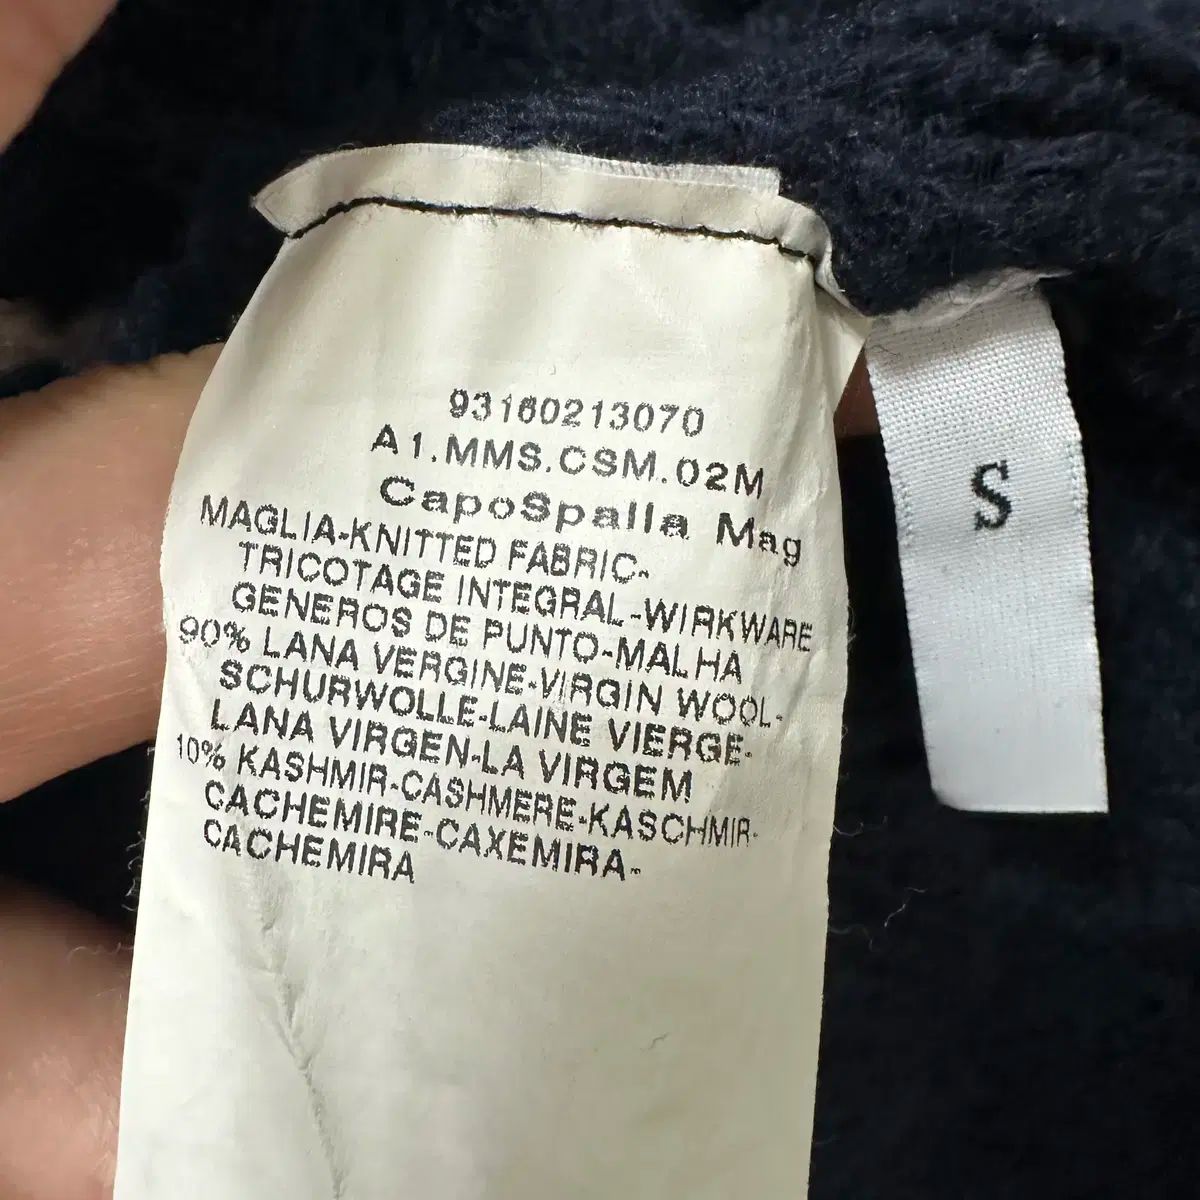 93160213070
A1.MMS.CSM.02M
CapoSpalla Mag
MAGLIA-KNITTED FABRIC-
TRICOTAGE INTEGRAL-WIRKWARE
GENEROS DE PUNTO-MALHA
90% LANA VERGINE-VIRGIN WOOL-
SCHURWOLLE-LAINE VIERGE-
LANA VIRGEN-LA VIRGEM
10% KASHMIR-CASHMERE-KASCHMIR-
CACHEMIRE-CAXEMIRA-
CACHEMIRA
S